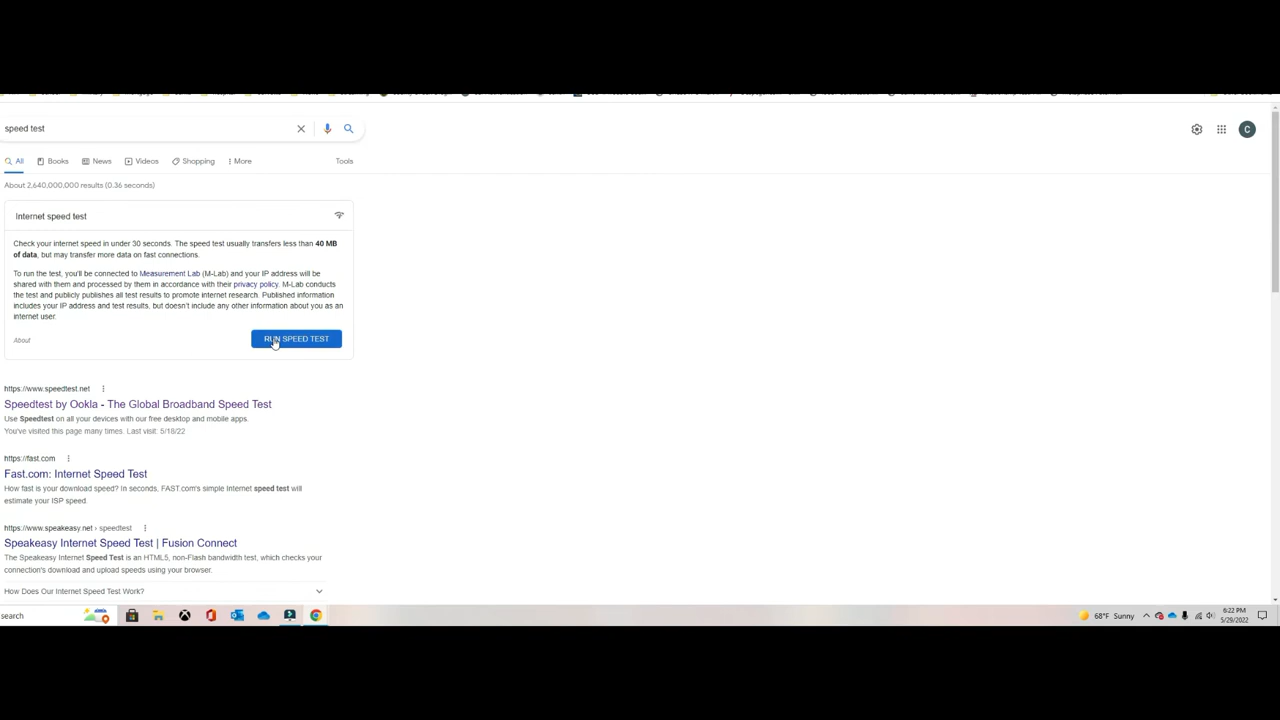 speed test
All Books News Videos Shopping More Tools
About 2,640,000,000 results (0.36 seconds)
Internet speed test
Check your internet speed in under 30 seconds. The speed test usually transfers less than 40 MB
of data, but may transfer more data on fast connections.
To run the test, you'll be connected to Measurement Lab (M-Lab) and your IP address will be
shared with them and processed by them in accordance with their privacy policy. M-Lab conducts
the test and publicly publishes all test results to promote internet research. Published information
includes your IP address and test results, but doesn't include any other information about you as an
internet user.
About
RUN SPEED TEST
https://www.speedtest.net
Speedtest by Ookla - The Global Broadband Speed Test
Use Speedtest on all your devices with our free desktop and mobile apps.
You've visited this page many times. Last visit: 5/18/22
https://fast.com
Fast.com: Internet Speed Test
How fast is your download speed? In seconds, FAST.com's simple Internet speed test will
estimate your ISP speed.
https://www.speakeasy.net › speedtest
Speakeasy Internet Speed Test | Fusion Connect
The Speakeasy Internet Speed Test is an HTML5, non-Flash bandwidth test, which checks your
connection's download and upload speeds using your browser.
How Does Our Internet Speed Test Work?
C
search
68°F Sunny
6:22 PM
5/29/2022